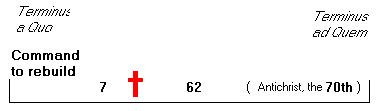 Terminus
a Quo
Terminus
ad Quem
Command
to rebuild
7 62 ( Antichrist, the 70th )